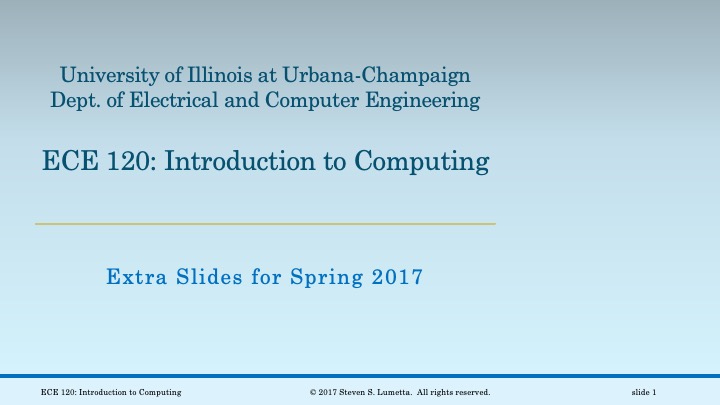 University of Illinois at Urbana-Champaign
Dept. of Electrical and Computer Engineering
ECE 120: Introduction to Computing
Extra Slides for Spring 2017
ECE 120: Introduction to Computing
© 2017 Steven S. Lumetta. All rights reserved.
slide 1